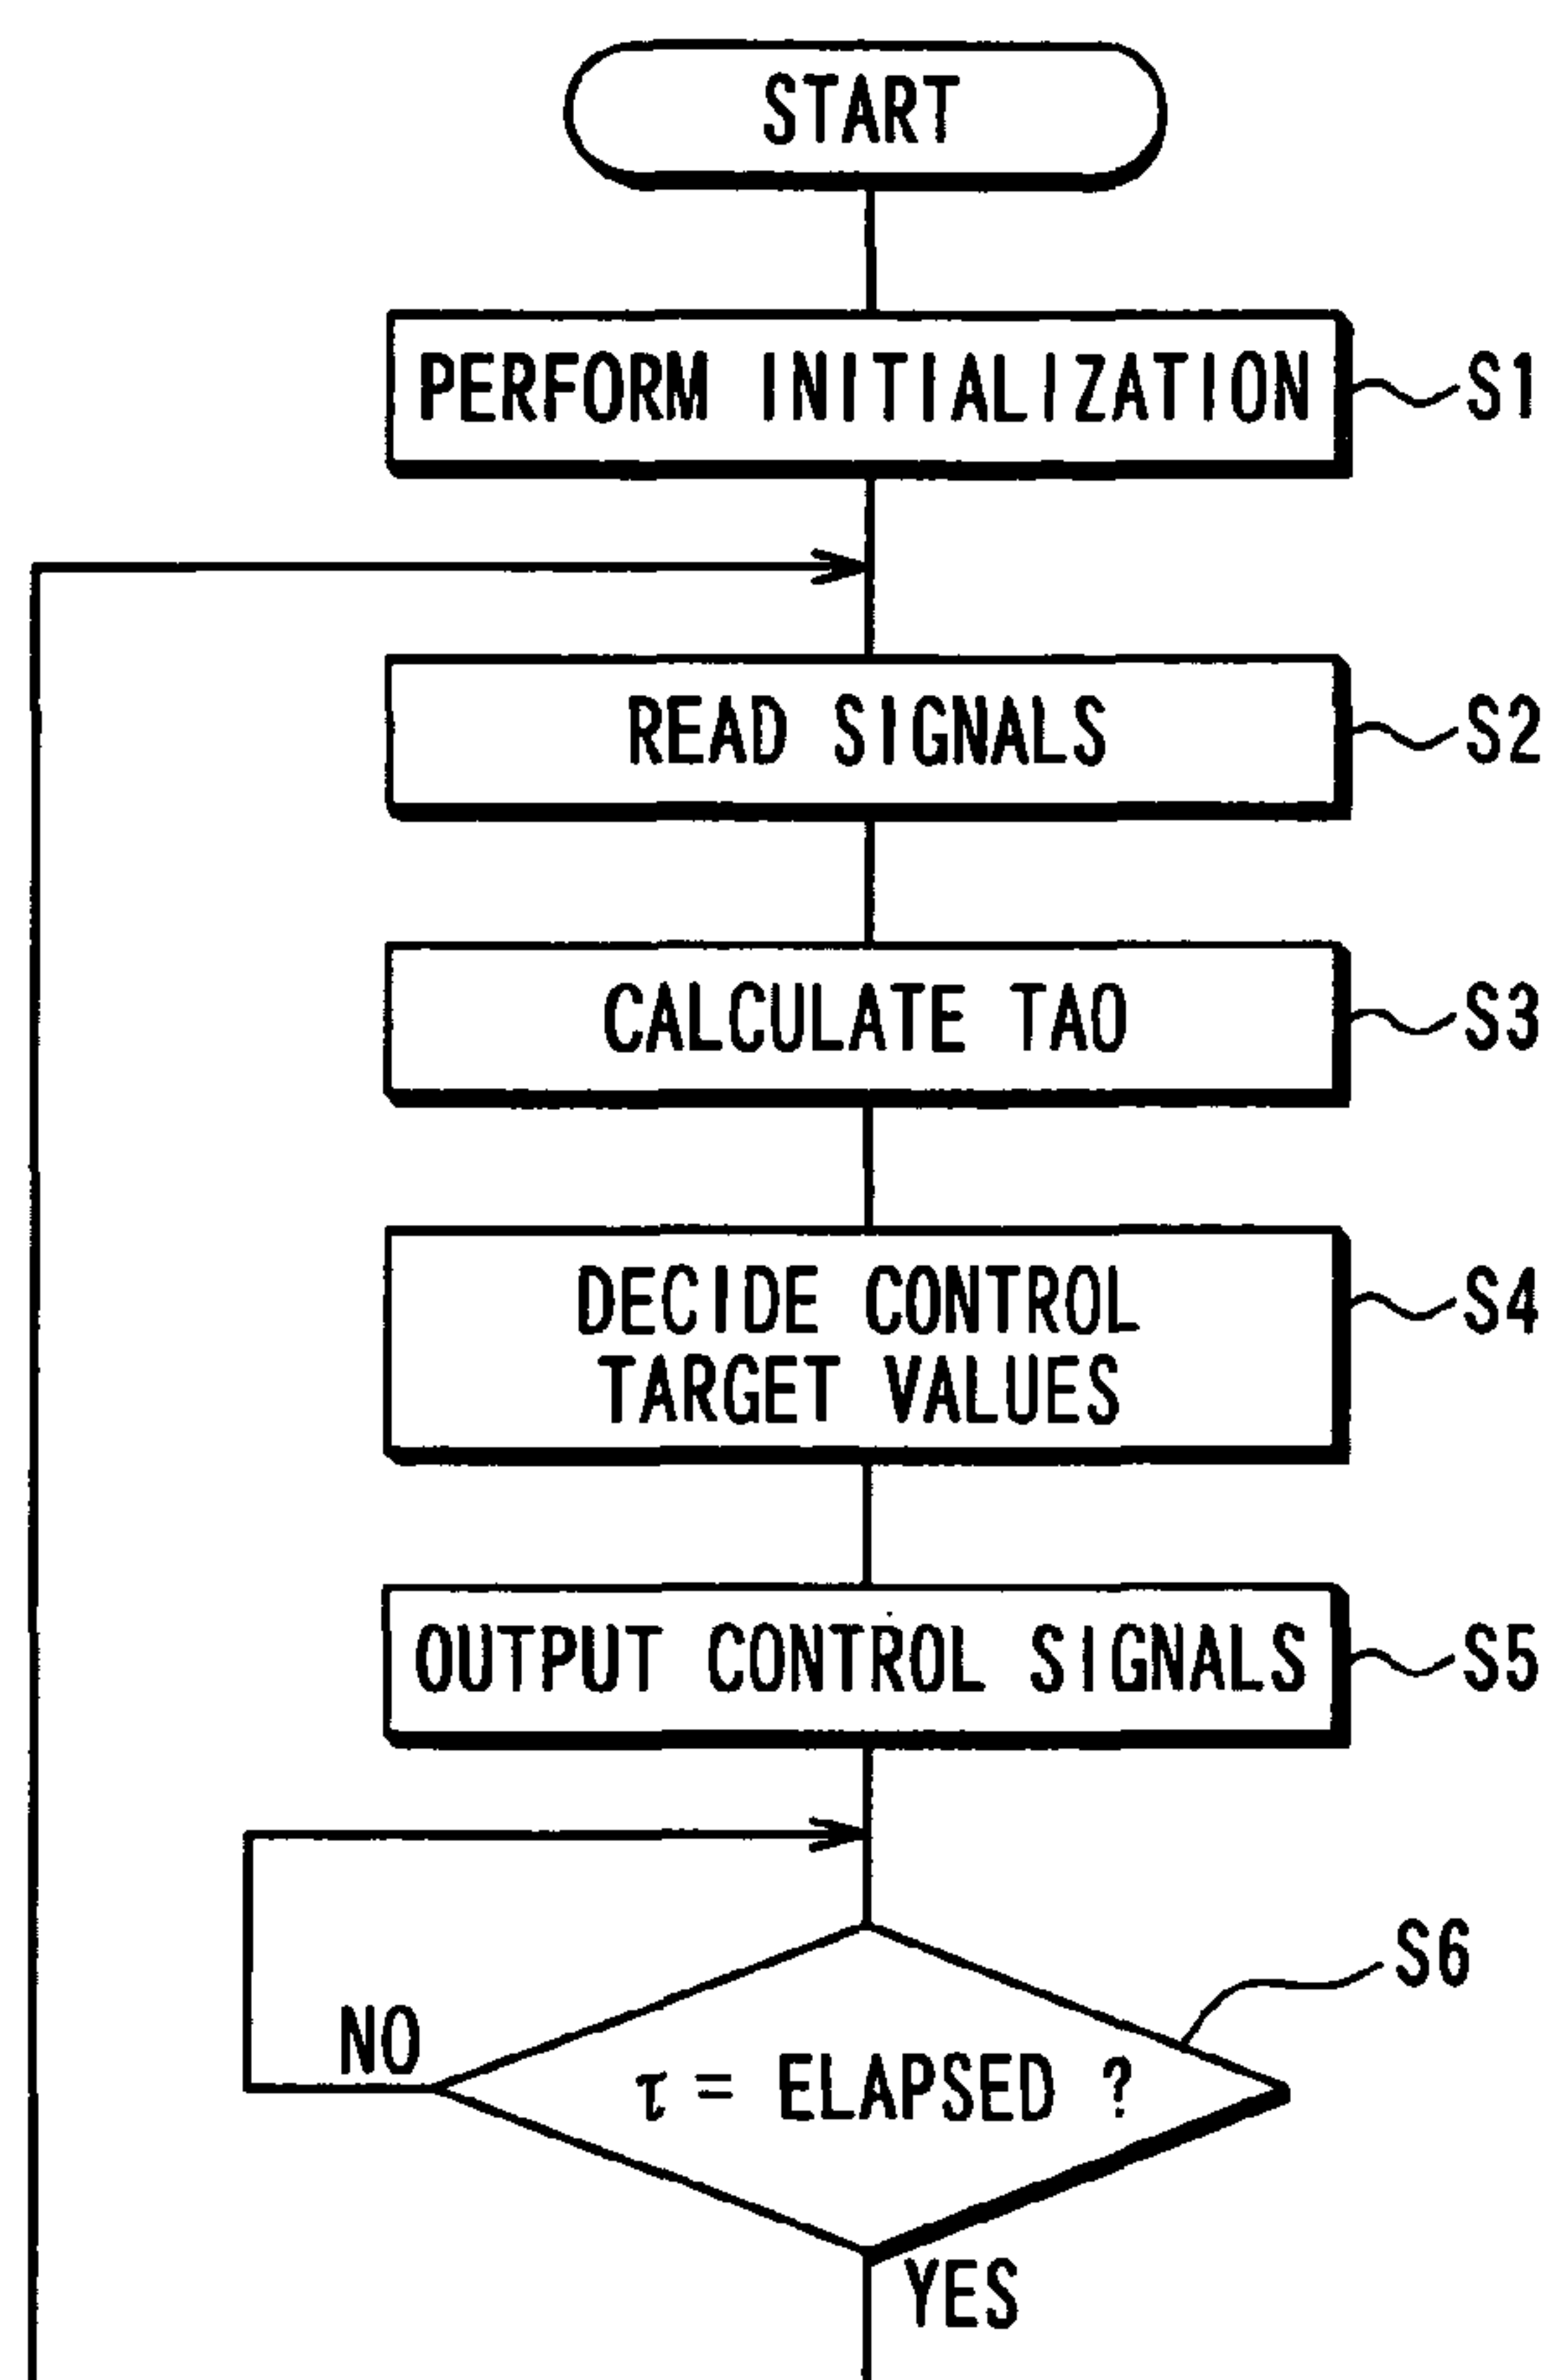 START
PERFORM INITIALIZATION
S1
READ SIGNALS
S2
CALCULATE TAO
S3
DECIDE CONTROL
TARGET VALUES
S4
OUTPUT CONTROL SIGNALS
S5
S6
NO
τ = ELAPSED ?
YES